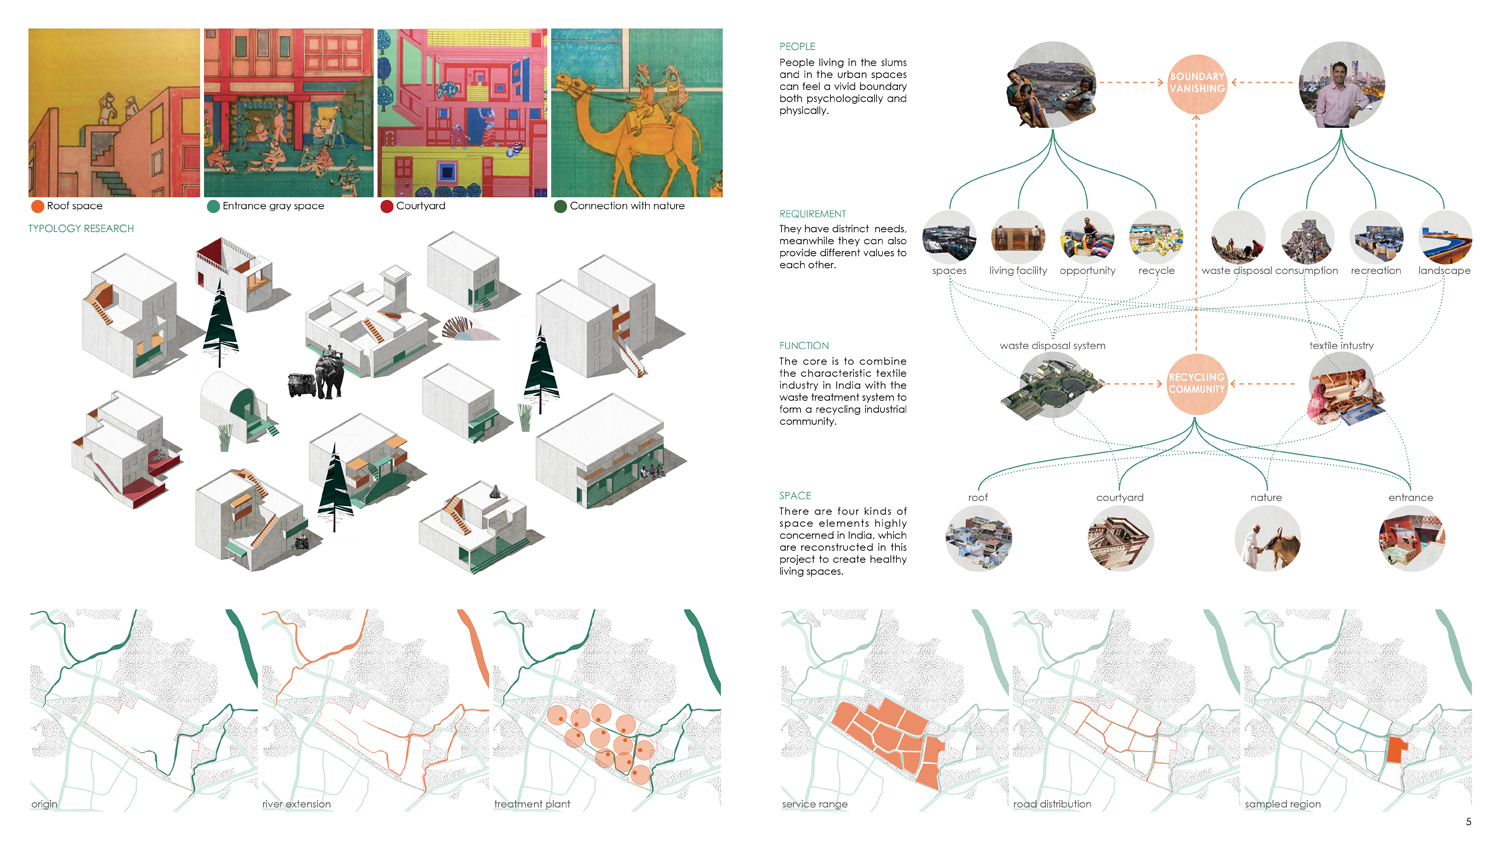 Roof space
Entrance gray space
Courtyard
Connection with nature
TYPOLOGY RESEARCH
origin
river extension
treatment plant
PEOPLE
People living in the slums
and in the urban spaces
can feel a vivid boundary
both psychologically and
physically.
BOUNDARY
VANISHING
REQUIREMENT
They have distrinct needs,
meanwhile they can also
provide different values to
each other.
spaces
living facility
opportunity
recycle
waste disposal
consumption
recreation
landscape
FUNCTION
The core is to combine
the characteristic textile
industry in India with the
waste treatment system to
form a recycling industrial
community.
waste disposal system
textile intustry
RECYCLING
COMMUNITY
SPACE
There are four kinds of
space elements highly
concerned in India, which
are reconstructed in this
project to create healthy
living spaces.
roof
courtyard
nature
entrance
service range
road distribution
sampled region
5